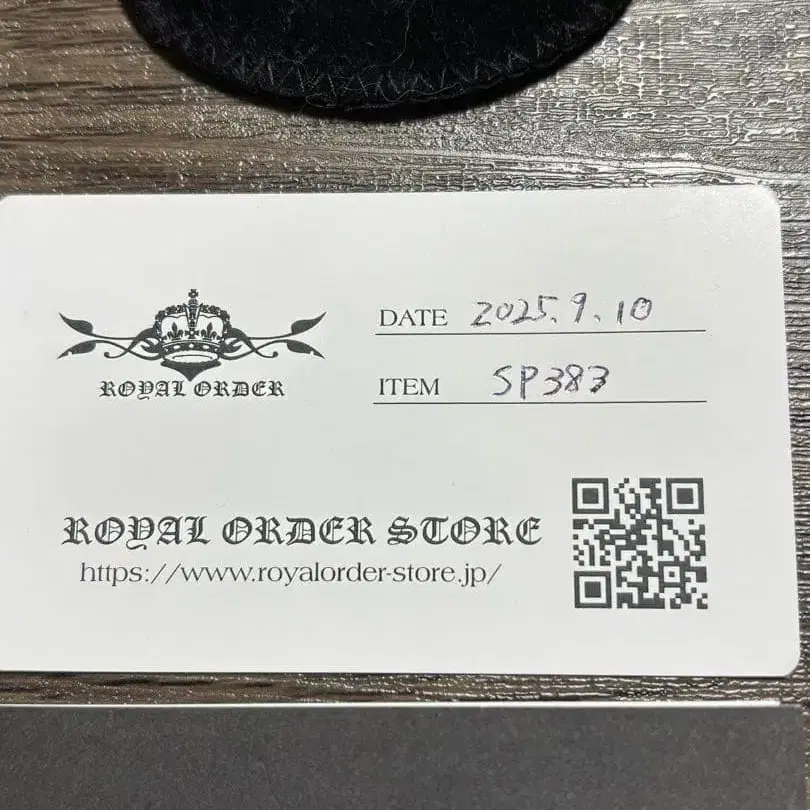 ROYAL ORDER
DATE 2025.9.10
ITEM SP383
ROYAL ORDER STORE
https://www.royalorder-store.jp/